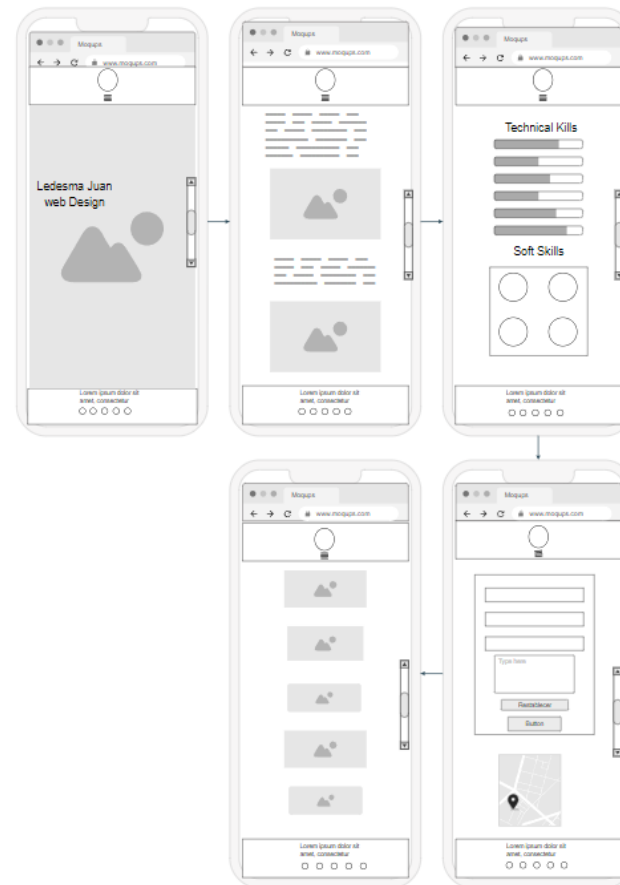 Moqups
www.moqups.com
Ledesma Juan
web Design
Lorem ipsum dolor sit
amet, consectetur
Moqups
www.moqups.com
Lorem ipsum dolor sit
amet, consectetur
Moqups
www.moqups.com
Technical Kills
Soft Skills
Lorem ipsum dolor sit
amet, consectetur
Moqups
www.moqups.com
Lorem ipsum dolor sit
amet, consectetur
Moqups
www.moqups.com
Type here
Restablecer
Button
Lorem ipsum dolor sit
amet, consectetur